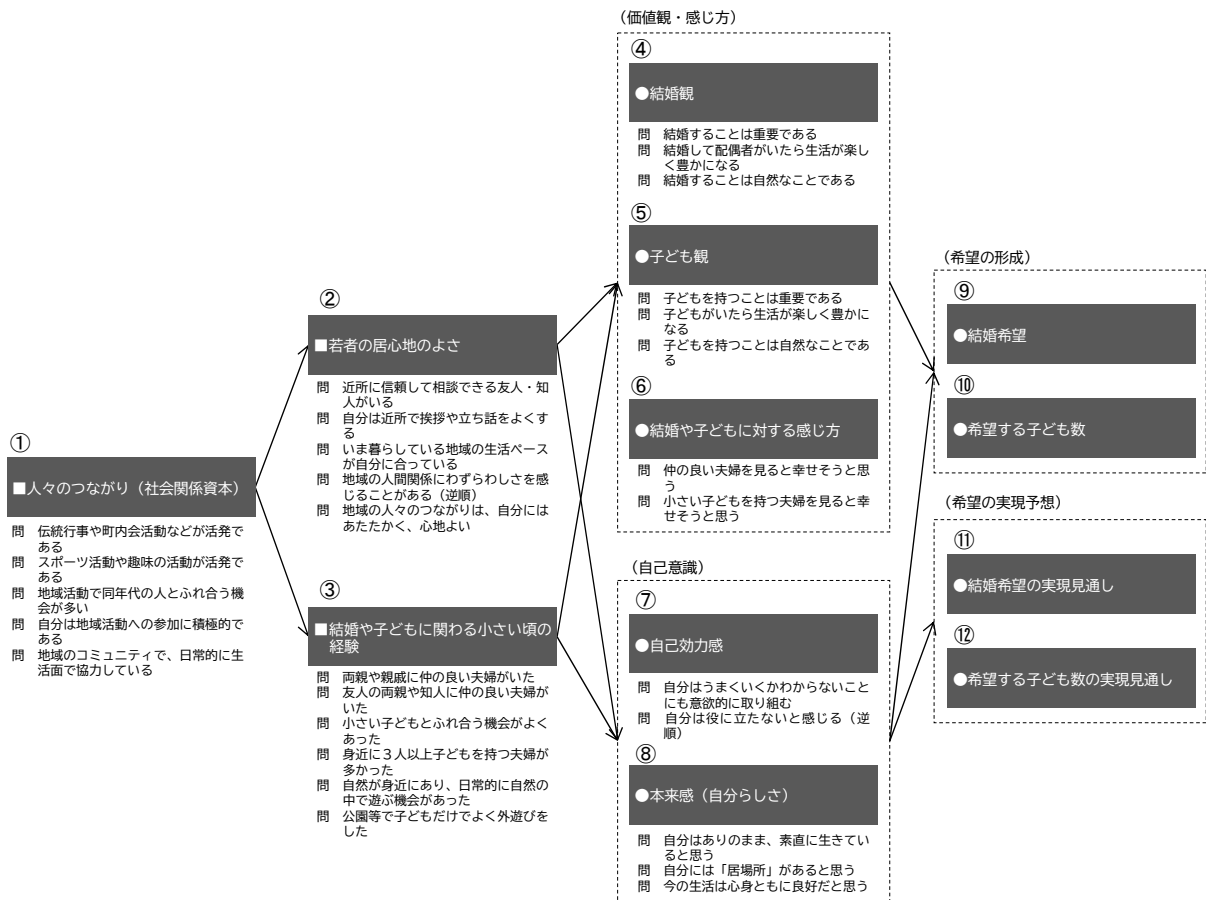 ①
■人々のつながり（社会関係資本）
問　伝統行事や町内会活動などが活発で
ある
問　スポーツ活動や趣味の活動が活発で
ある
問　地域活動で同年代の人とふれ合う機
会が多い
問　自分は地域活動への参加に積極的で
ある
問　地域のコミュニティで、日常的に生
活面で協力している
②
■若者の居心地のよさ
問　近所に信頼して相談できる友人・知
人がいる
問　自分は近所で挨拶や立ち話をよくす
る
問　いま暮らしている地域の生活ペース
が自分に合っている
問　地域の人間関係にわずらわしさを感
じることがある（逆順）
問　地域の人々のつながりは、自分には
あたたかく、心地よい
③
■結婚や子どもに関わる小さい頃の
経験
問　両親や親戚に仲の良い夫婦がいた
問　友人の両親や知人に仲の良い夫婦が
いた
問　小さい子どもとふれ合う機会がよく
あった
問　身近に３人以上子どもを持つ夫婦が
多かった
問　自然が身近にあり、日常的に自然の
中で遊ぶ機会があった
問　公園等で子どもだけでよく外遊びを
した
（価値観・感じ方）
④
●結婚観
問　結婚することは重要である
問　結婚して配偶者がいたら生活が楽し
く豊かになる
問　結婚することは自然なことである
⑤
●子ども観
問　子どもを持つことは重要である
問　子どもがいたら生活が楽しく豊かに
なる
問　子どもを持つことは自然なことであ
る
⑥
●結婚や子どもに対する感じ方
問　仲の良い夫婦を見ると幸せそうと思
う
問　小さい子どもを持つ夫婦を見ると幸
せそうと思う
（自己意識）
⑦
●自己効力感
問　自分はうまくいくかわからないこと
にも意欲的に取り組む
問　自分は役に立たないと感じる（逆
順）
⑧
●本来感（自分らしさ）
問　自分はありのまま、素直に生きてい
ると思う
問　自分には「居場所」があると思う
問　今の生活は心身ともに良好だと思う
（希望の形成）
⑨
●結婚希望
⑩
●希望する子ども数
（希望の実現予想）
⑪
●結婚希望の実現見通し
⑫
●希望する子ども数の実現見通し